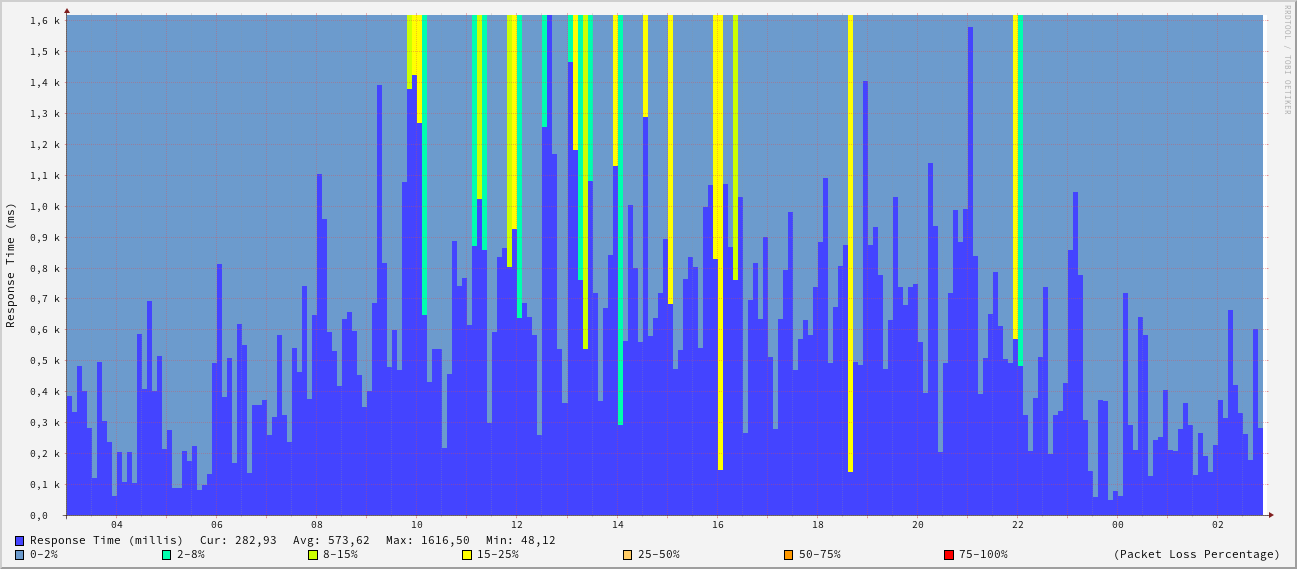 RRDTOOL / TOBI OETIKER
Response Time (ms)
1,6 k
1,5 k
1,4 k
1,3 k
1,2 k
1,1 k
1,0 k
0,9 k
0,8 k
0,7 k
0,6 k
0,5 k
0,4 k
0,3 k
0,2 k
0,1 k
0,0
04 06 08 10 12 14 16 18 20 22 00 02
Response Time (millis) Cur: 282,93 Avg: 573,62 Max: 1616,50 Min: 48,12
0-2% 2-8% 8-15% 15-25% 25-50% 50-75% 75-100% (Packet Loss Percentage)